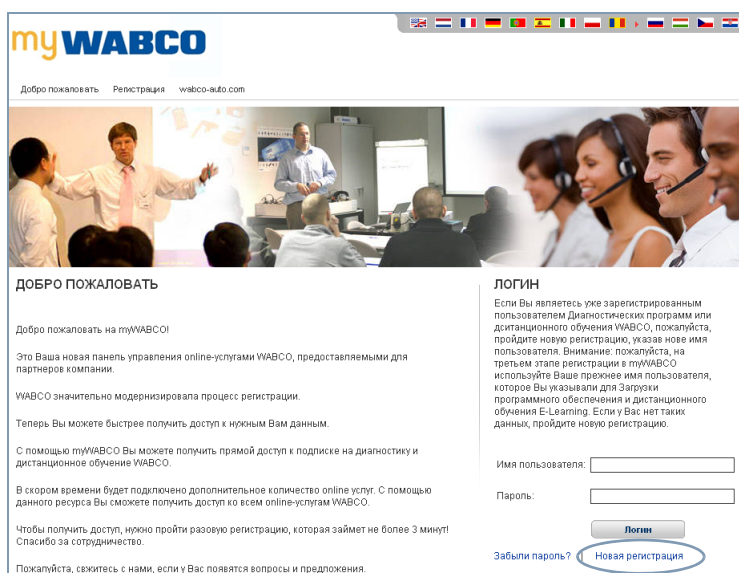 myWABCO
Добро пожаловать Регистрация wabco-auto.com
ДОБРО ПОЖАЛОВАТЬ
Добро пожаловать на myWABCO!
Это Ваша новая панель управления online-услугами WABCO, предоставляемыми для
партнеров компании.
WABCO значительно модернизировала процесс регистрации.
Теперь Вы можете быстрее получить доступ к нужным Вам данным.
С помощью myWABCO Вы можете получить прямой доступ к подписке на диагностику и
дистанционное обучение WABCO.
В скором времени будет подключено дополнительное количество online услуг. С помощью
данного ресурса Вы сможете получить доступ ко всем online-услугам WABCO.
Чтобы получить доступ, нужно пройти разовую регистрацию, которая займет не более 3 минут!
Спасибо за сотрудничество.
Пожалуйста, свжитесь с нами, если у Вас появятся вопросы и предложения.
ЛОГИН
Если Вы являетесь уже зарегистрированным
пользователем Диагностических программ или
дситанционного обучения WABCO, пожалуйста,
пройдите новую регистрацию, указав нове имя
пользователя. Внимание: пожалуйста, на
третьем этапе регистрации в myWABCO
используйте Ваше прежнее имя пользователя,
которое Вы указывали для Загрузки
программного обеспечения и дистанционного
обучения E-Learning. Если у Вас нет таких
данных, пройдите новую регистрацию.
Имя пользователя:
Пароль:
Логин
Забыли пароль? | Новая регистрация